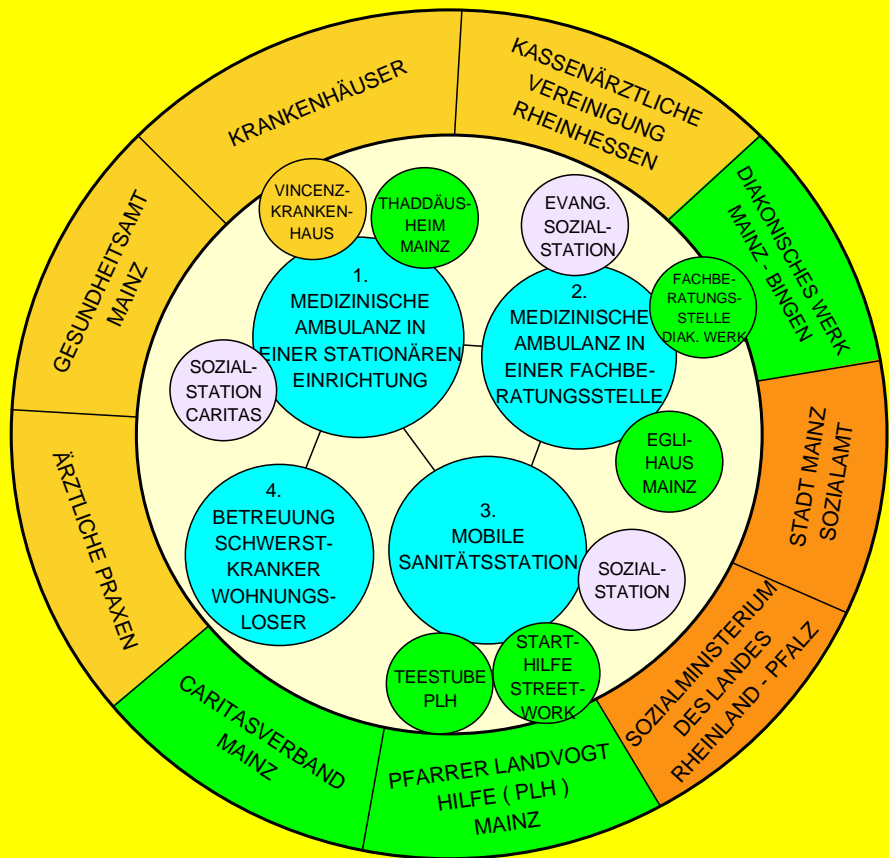 KRANKENHÄUSER
KASSENÄRZTLICHE
VEREINIGUNG
RHEINHESSEN
DIAKONISCHES WERK
MAINZ - BINGEN
STADT MAINZ
SOZIALAMT
SOZIALMINISTERIUM
DES LANDES
RHEINLAND - PFALZ
PFARRER LANDVOGT
HILFE ( PLH )
MAINZ
CARITASVERBAND
MAINZ
ÄRZTLICHE PRAXEN
GESUNDHEITSAMT
MAINZ
VINCENZ-
KRANKEN-
HAUS
THADDÄUS-
HEIM
MAINZ
EVANG.
SOZIAL-
STATION
FACHBE-
RATUNGS-
STELLE
DIAK. WERK
1.
MEDIZINISCHE
AMBULANZ IN
EINER STATIONÄREN
EINRICHTUNG
2.
MEDIZINISCHE
AMBULANZ IN
EINER FACHBE-
RATUNGSSTELLE
SOZIAL-
STATION
CARITAS
EGLI-
HAUS
MAINZ
4.
BETREUUNG
SCHWERST-
KRANKER
WOHNUNGS-
LOSER
3.
MOBILE
SANITÄTSSTATION
SOZIAL-
STATION
TEESTUBE
PLH
START-
HILFE
STREET-
WORK